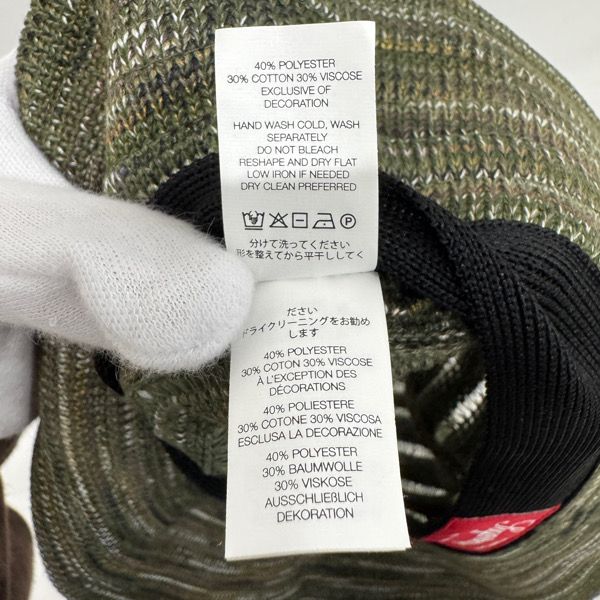 40% POLYESTER
30% COTTON 30% VISCOSE
EXCLUSIVE OF
DECORATION
HAND WASH COLD, WASH
SEPARATELY
DO NOT BLEACH
RESHAPE AND DRY FLAT
LOW IRON IF NEEDED
DRY CLEAN PREFERRED
分けて洗ってください
形を整えてから平干ししてく
ださい
ドライクリーニングをお勧め
します
40% POLYESTER
30% COTON 30% VISCOSE
À L'EXCEPTION DES
DÉCORATIONS
40% POLIESTERE
30% COTONE 30% VISCOSA
ESCLUSA LA DECORAZIONE
40% POLYESTER
30% BAUMWOLLE
30% VISKOSE
AUSSCHLIEßLICH
DEKORATION